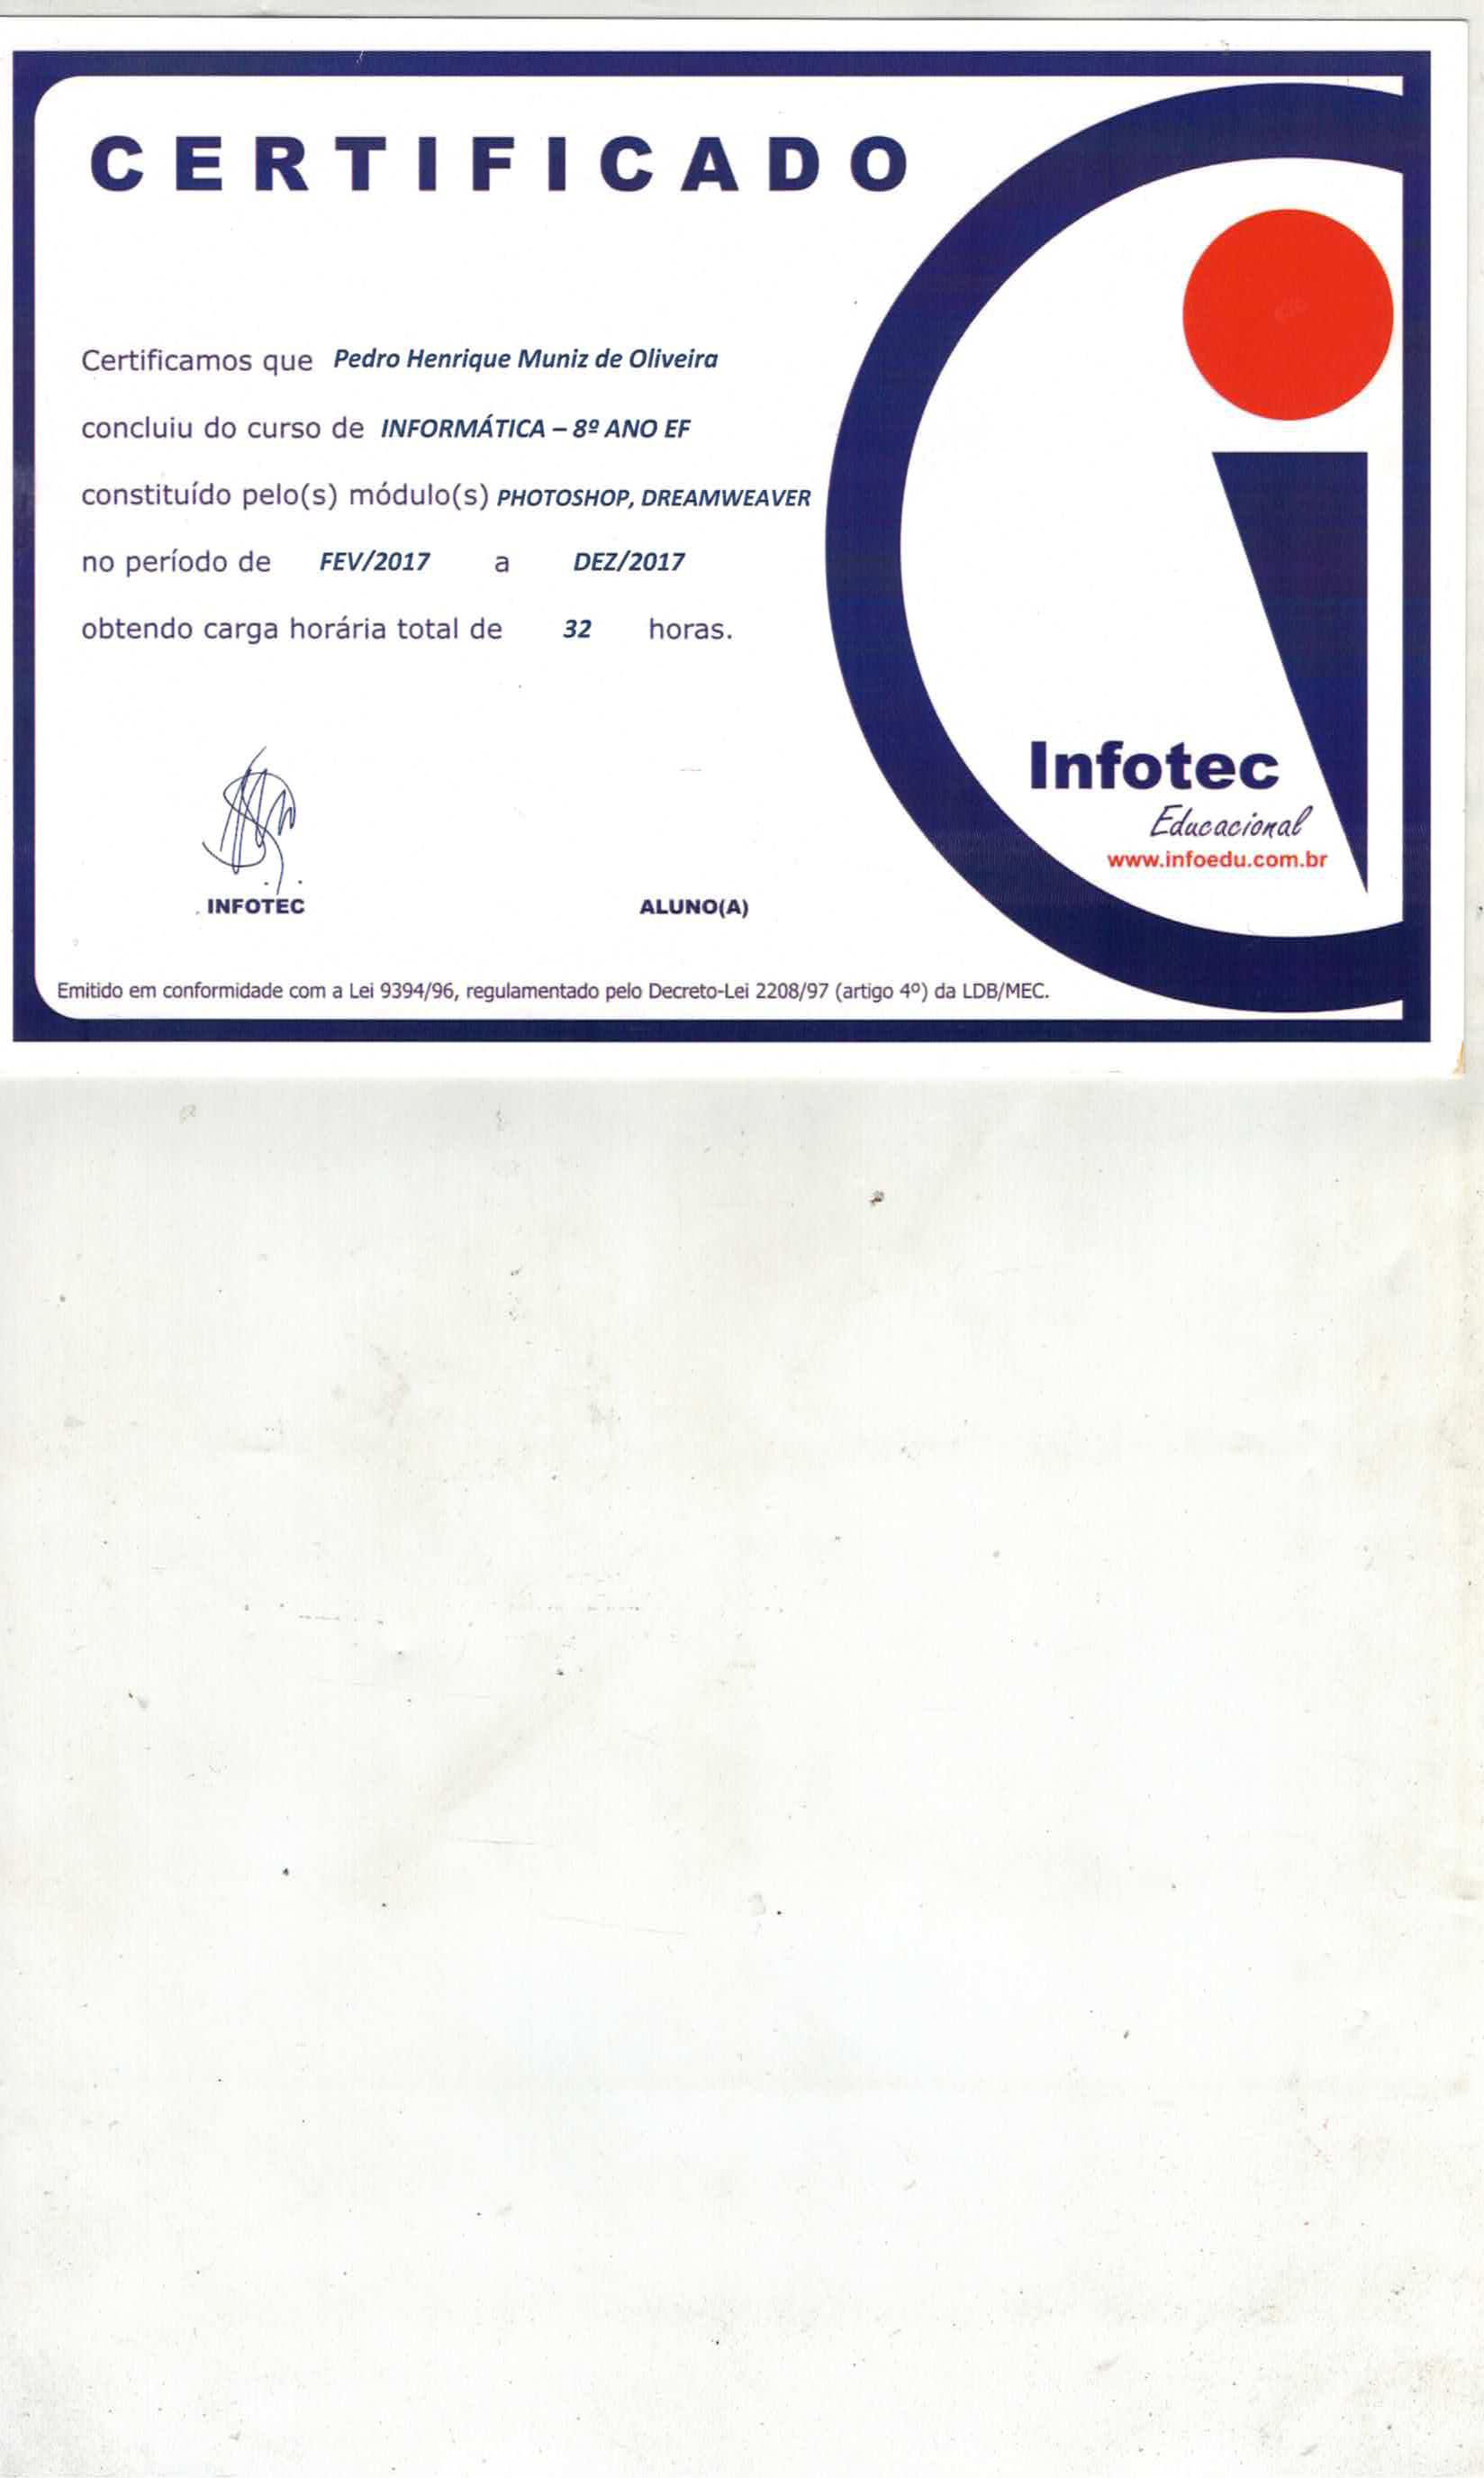 CERTIFICADO
Certificamos que Pedro Henrique Muniz de Oliveira
concluiu do curso de INFORMÁTICA – 8º ANO EF
constituído pelo(s) módulo(s) PHOTOSHOP, DREAMWEAVER
no período de FEV/2017 a DEZ/2017
obtendo carga horária total de 32 horas.
Infotec
Educacional
www.infoedu.com.br
INFOTEC ALUNO(A)
Emitido em conformidade com a Lei 9394/96, regulamentado pelo Decreto-Lei 2208/97 (artigo 4º) da LDB/MEC.